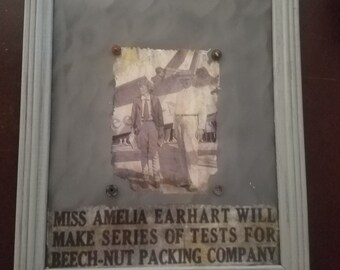 MISS AMELIA EARHART WILL
MAKE SERIES OF TESTS FOR
BEECH-NUT PACKING COMPANY